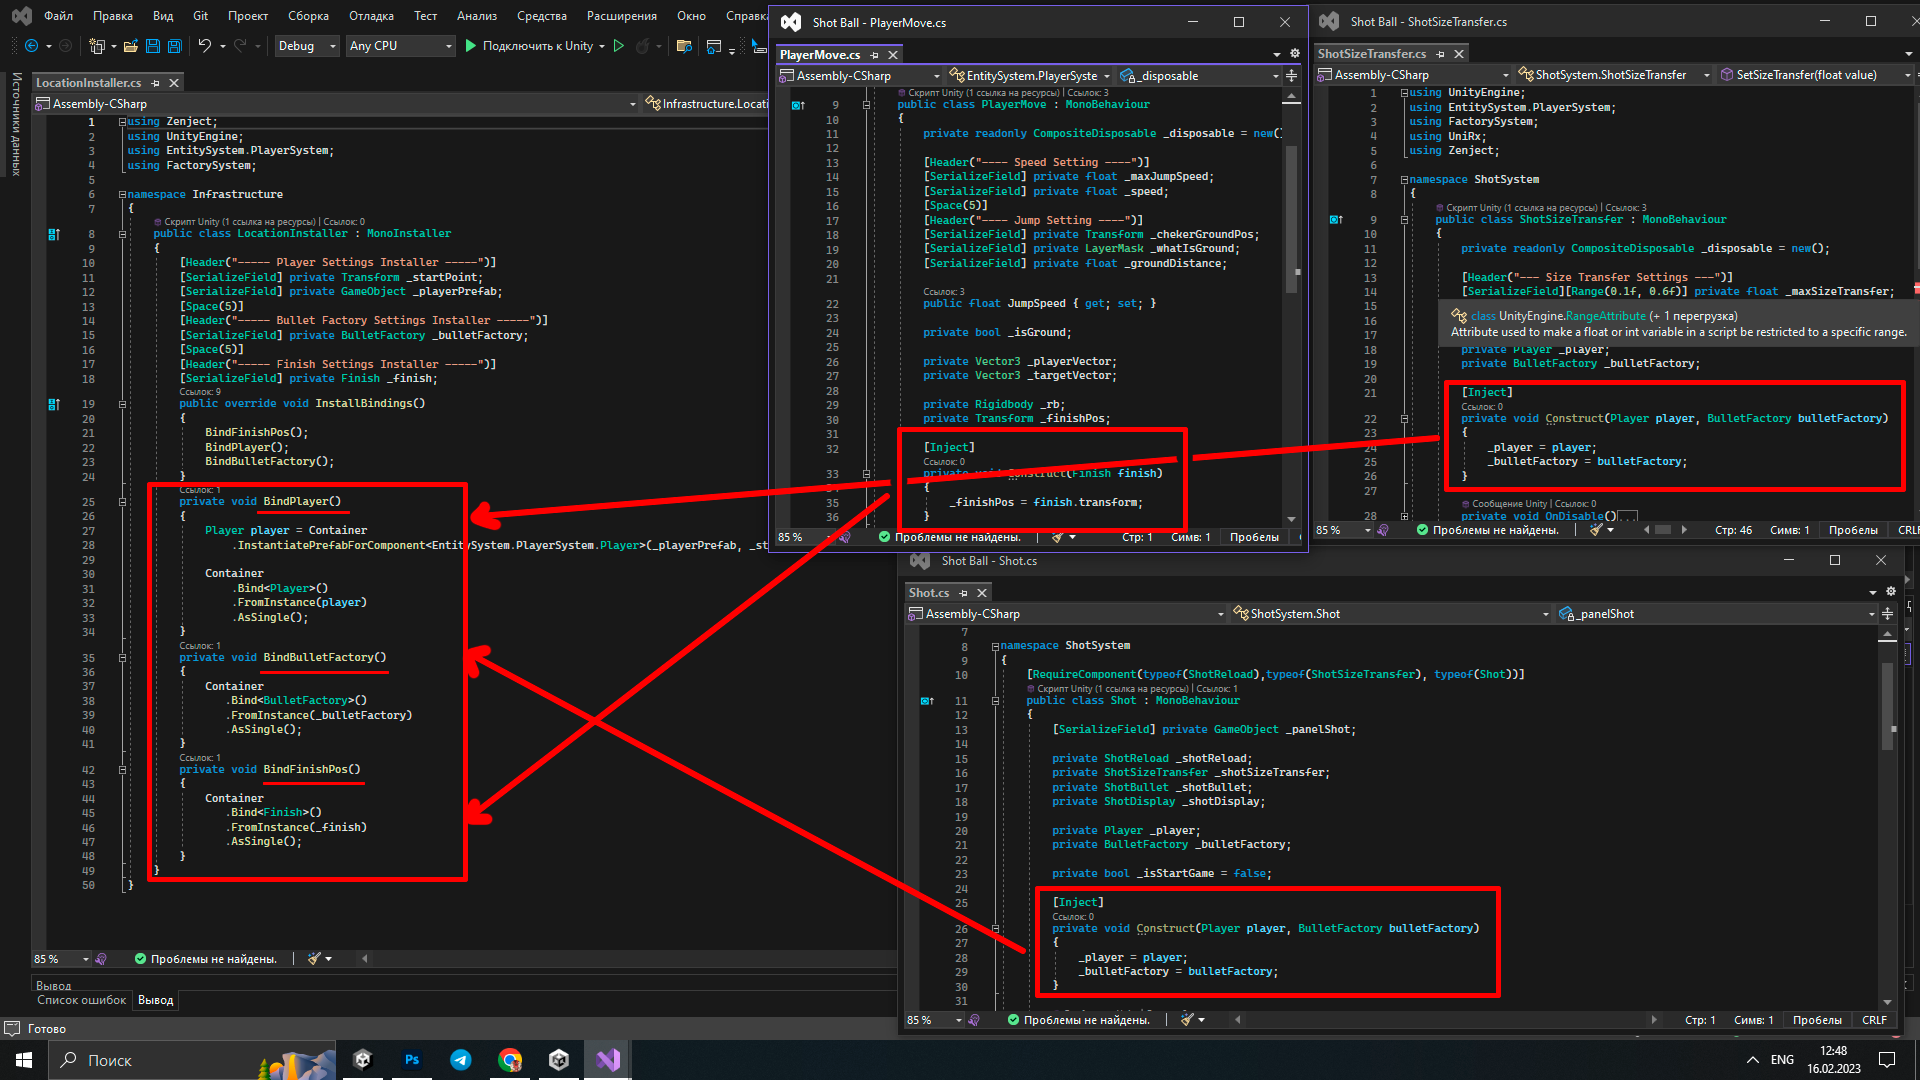 Файл Правка Вид Git Проект Сборка Отладка Тест Анализ Средства Расширения Окно Справка
Debug Any CPU Подключить к Unity
Источники данных
LocationInstaller.cs
Assembly-CSharp Infrastructure.Locati
1 using Zenject;
2 using UnityEngine;
3 using EntitySystem.PlayerSystem;
4 using FactorySystem;
5
6 namespace Infrastructure
7 {
Скрипт Unity (1 ссылка на ресурсы) | Ссылок: 0
8 public class LocationInstaller : MonoInstaller
9 {
10 [Header("----- Player Settings Installer -----")]
11 [SerializeField] private Transform _startPoint;
12 [SerializeField] private GameObject _playerPrefab;
13 [Space(5)]
14 [Header("----- Bullet Factory Settings Installer -----")]
15 [SerializeField] private BulletFactory _bulletFactory;
16 [Space(5)]
17 [Header("----- Finish Settings Installer -----")]
18 [SerializeField] private Finish _finish;
Ссылок: 9
19 public override void InstallBindings()
20 {
21 BindFinishPos();
22 BindPlayer();
23 BindBulletFactory();
24 }
Ссылок: 1
25 private void BindPlayer()
26 {
27 Player player = Container
28 .InstantiatePrefabForComponent<EntitySystem.PlayerSystem.Player>(_playerPrefab, _st
29
30 Container
31 .Bind<Player>()
32 .FromInstance(player)
33 .AsSingle();
34 }
Ссылок: 1
35 private void BindBulletFactory()
36 {
37 Container
38 .Bind<BulletFactory>()
39 .FromInstance(_bulletFactory)
40 .AsSingle();
41 }
Ссылок: 1
42 private void BindFinishPos()
43 {
44 Container
45 .Bind<Finish>()
46 .FromInstance(_finish)
47 .AsSingle();
48 }
49 }
50 }
85 % Проблемы не найдены.
Вывод
Список ошибок Вывод
Готово
Shot Ball - PlayerMove.cs
PlayerMove.cs
Assembly-CSharp EntitySystem.PlayerSyste _disposable
Скрипт Unity (1 ссылка на ресурсы) | Ссылок: 3
9 public class PlayerMove : MonoBehaviour
10 {
11 private readonly CompositeDisposable _disposable = new()
12
13 [Header("---- Speed Setting ----")]
14 [SerializeField] private float _maxJumpSpeed;
15 [SerializeField] private float _speed;
16 [Space(5)]
17 [Header("---- Jump Setting ----")]
18 [SerializeField] private Transform _chekerGroundPos;
19 [SerializeField] private LayerMask _whatIsGround;
20 [SerializeField] private float _groundDistance;
21
Ссылок: 3
22 public float JumpSpeed { get; set; }
23
24 private bool _isGround;
25
26 private Vector3 _playerVector;
27 private Vector3 _targetVector;
28
29 private Rigidbody _rb;
30 private Transform _finishPos;
31
32 [Inject]
Ссылок: 0
33 private void Construct(Finish finish)
{
35 _finishPos = finish.transform;
36 }
85 % Проблемы не найдены. Стр: 1 Симв: 1 Пробелы
Shot Ball - ShotSizeTransfer.cs
ShotSizeTransfer.cs
Assembly-CSharp ShotSystem.ShotSizeTransfer SetSizeTransfer(float value)
1 using UnityEngine;
2 using EntitySystem.PlayerSystem;
3 using FactorySystem;
4 using UniRx;
5 using Zenject;
6
7 namespace ShotSystem
8 {
Скрипт Unity (1 ссылка на ресурсы) | Ссылок: 3
9 public class ShotSizeTransfer : MonoBehaviour
10 {
11 private readonly CompositeDisposable _disposable = new();
12
13 [Header("--- Size Transfer Settings ---")]
14 [SerializeField][Range(0.1f, 0.6f)] private float _maxSizeTransfer;
15
16 class UnityEngine.RangeAttribute (+ 1 перегрузка)
17 Attribute used to make a float or int variable in a script be restricted to a specific range.
18 private Player _player;
19 private BulletFactory _bulletFactory;
20
21 [Inject]
Ссылок: 0
22 private void Construct(Player player, BulletFactory bulletFactory)
23 {
24 _player = player;
25 _bulletFactory = bulletFactory;
26 }
27
Сообщение Unity | Ссылок: 0
28 private void OnDisable()...
85 % Проблемы не найдены. Стр: 46 Симв: 1 Пробелы CRLF
Shot Ball - Shot.cs
Shot.cs
Assembly-CSharp ShotSystem.Shot _panelShot
7
8 namespace ShotSystem
9 {
10 [RequireComponent(typeof(ShotReload),typeof(ShotSizeTransfer), typeof(Shot))]
Скрипт Unity (1 ссылка на ресурсы) | Ссылок: 1
11 public class Shot : MonoBehaviour
12 {
13 [SerializeField] private GameObject _panelShot;
14
15 private ShotReload _shotReload;
16 private ShotSizeTransfer _shotSizeTransfer;
17 private ShotBullet _shotBullet;
18 private ShotDisplay _shotDisplay;
19
20 private Player _player;
21 private BulletFactory _bulletFactory;
22
23 private bool _isStartGame = false;
24
25 [Inject]
Ссылок: 0
26 private void Construct(Player player, BulletFactory bulletFactory)
27 {
28 _player = player;
29 _bulletFactory = bulletFactory;
30 }
31
85 % Проблемы не найдены. Стр: 1 Симв: 1 Пробелы CRLF
Поиск
Ps
ENG
12:48
16.02.2023